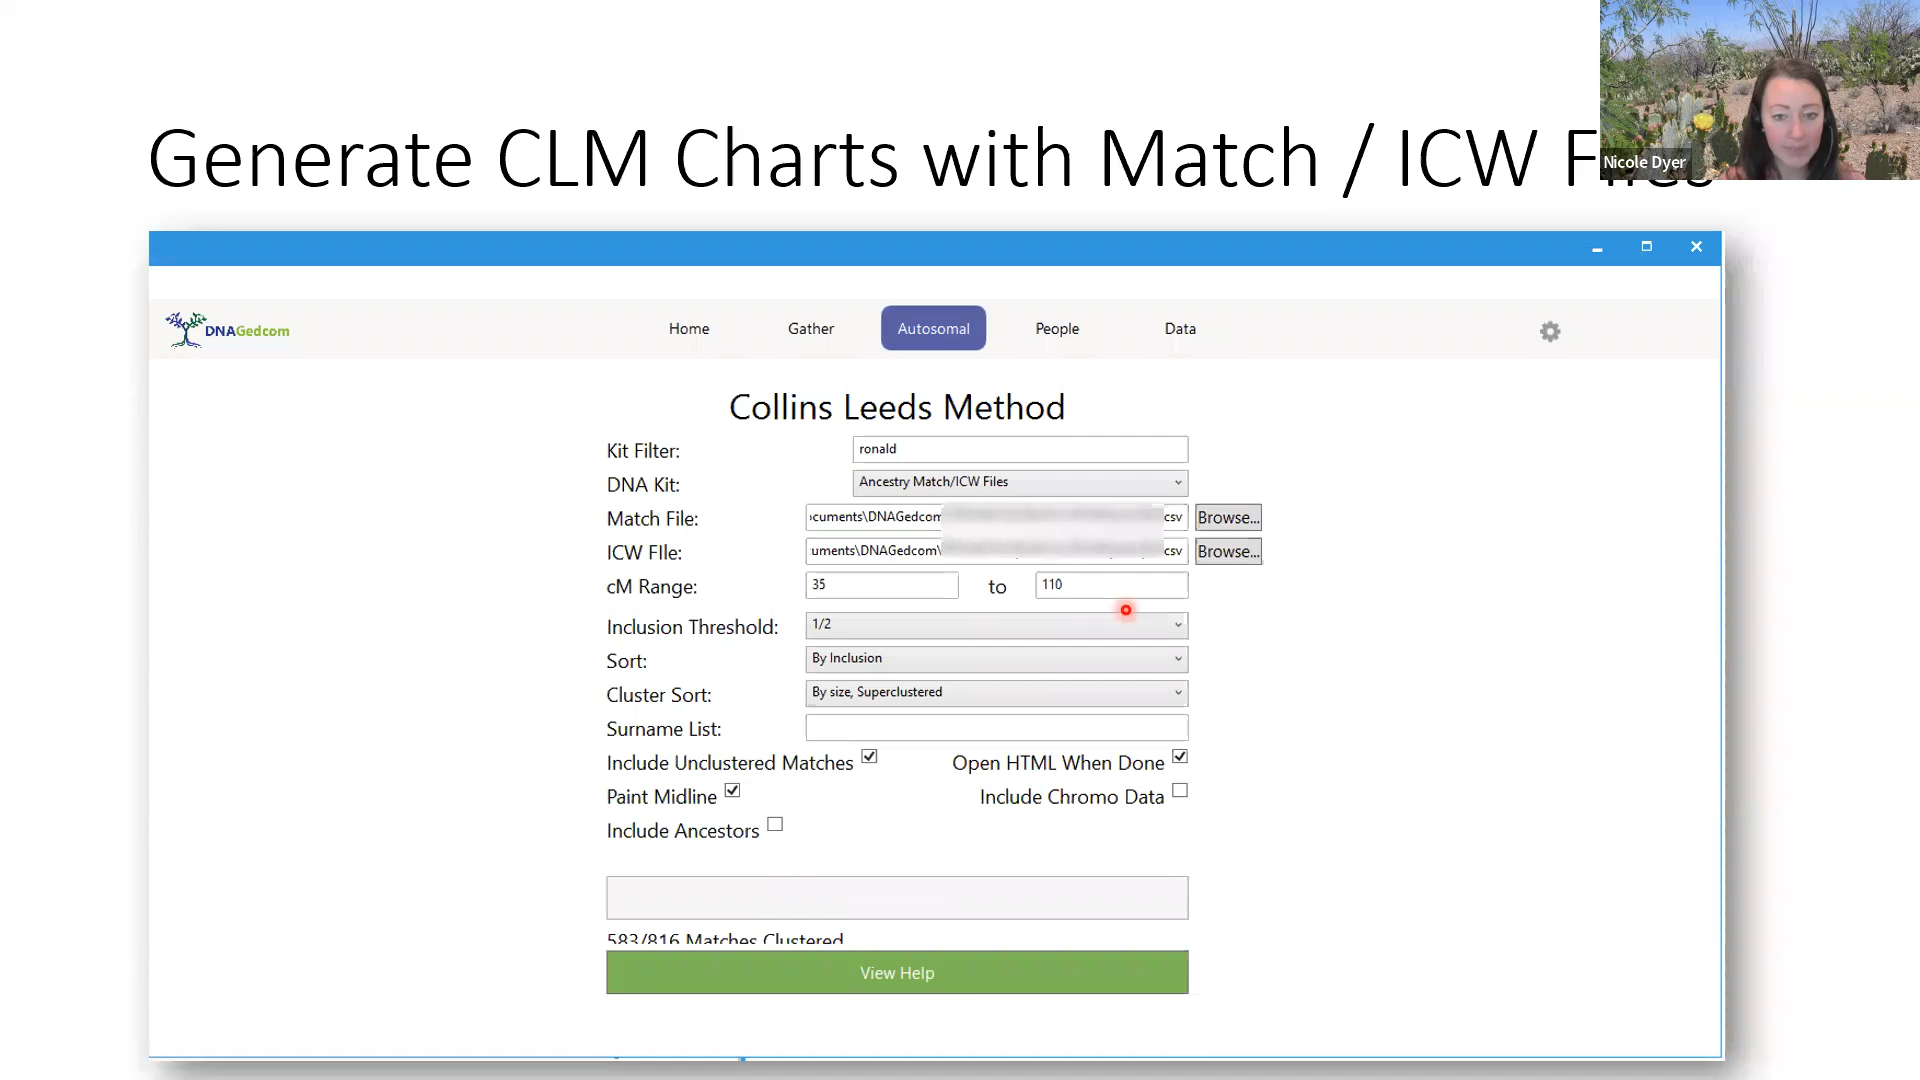 Generate CLM Charts with Match / ICW Files
Nicole Dyer
DNAGedcom
Home
Gather
Autosomal
People
Data
Collins Leeds Method
Kit Filter:
ronald
DNA Kit:
Ancestry Match/ICW Files
Match File:
ocuments\DNAGedcom
csv
Browse...
ICW FIle:
uments\DNAGedcom\
csv
Browse...
cM Range:
35
to
110
Inclusion Threshold:
1/2
Sort:
By Inclusion
Cluster Sort:
By size, Superclustered
Surname List:
Include Unclustered Matches
Open HTML When Done
Paint Midline
Include Chromo Data
Include Ancestors
583/816 Matches Clustered
View Help